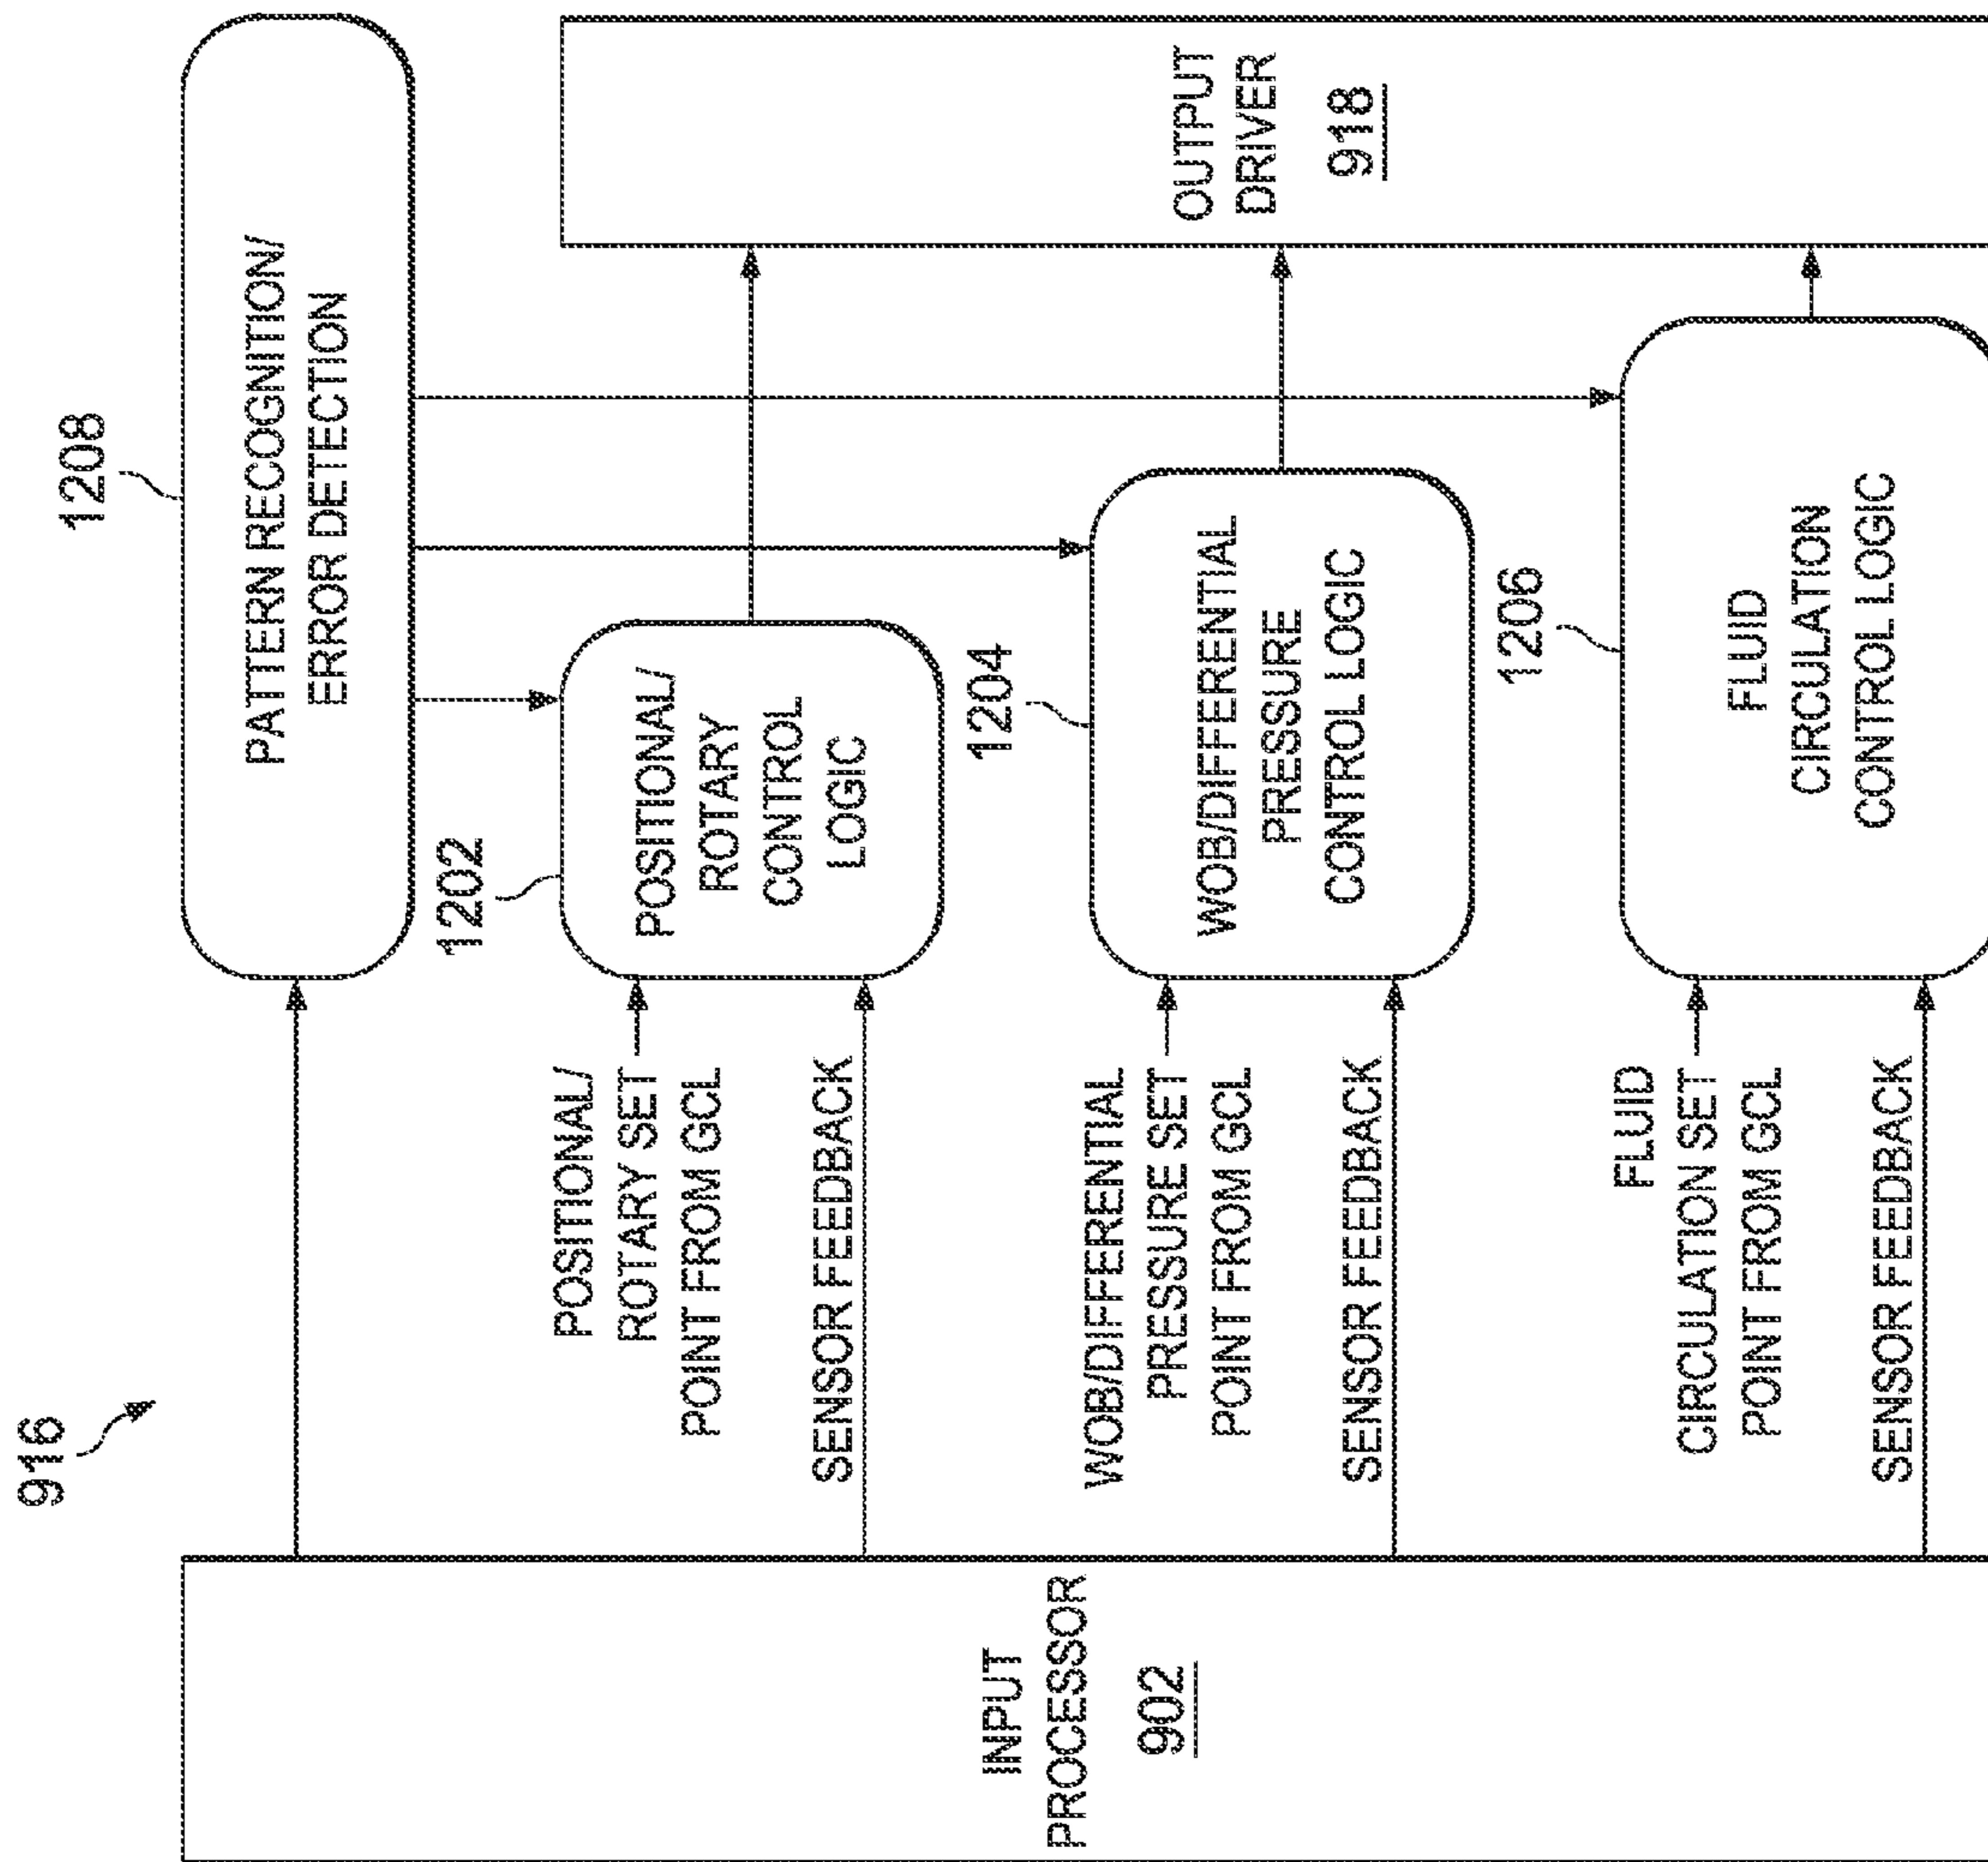 916
1208
PATTERN RECOGNITION/
ERROR DETECTION
INPUT
PROCESSOR
902
POSITIONAL/
ROTARY SET
POINT FROM GCL
SENSOR FEEDBACK
1202
POSITIONAL/
ROTARY
CONTROL
LOGIC
WOB/DIFFERENTIAL
PRESSURE SET
POINT FROM GCL
SENSOR FEEDBACK
1204
WOB/DIFFERENTIAL
PRESSURE
CONTROL LOGIC
FLUID
CIRCULATION SET
POINT FROM GCL
SENSOR FEEDBACK
1206
FLUID
CIRCULATION
CONTROL LOGIC
OUTPUT
DRIVER
918